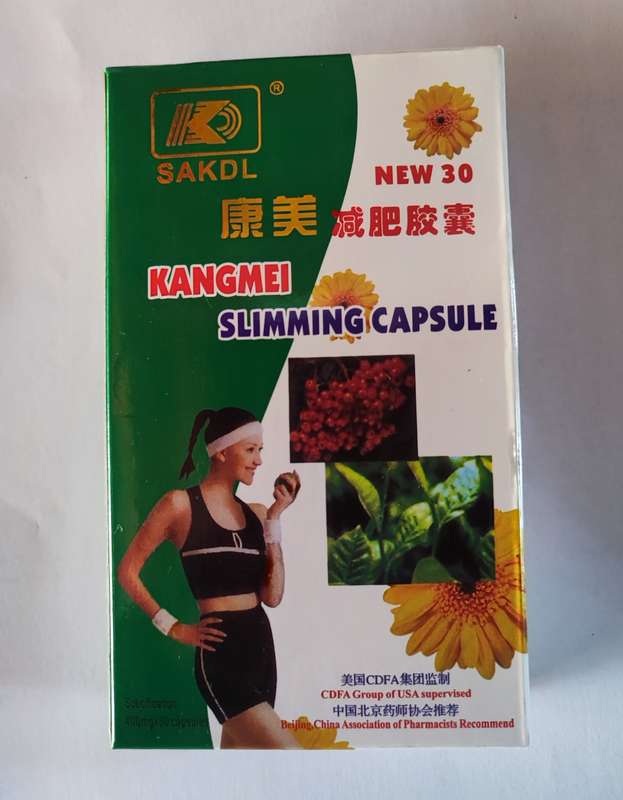 ®
SAKDL
NEW 30
康美 减肥胶囊
KANGMEI
SLIMMING CAPSULE
美国CDFA集团监制
CDFA Group of USA supervised
中国北京药师协会推荐
Beijing,China Association of Pharmacists Recommend
capsules